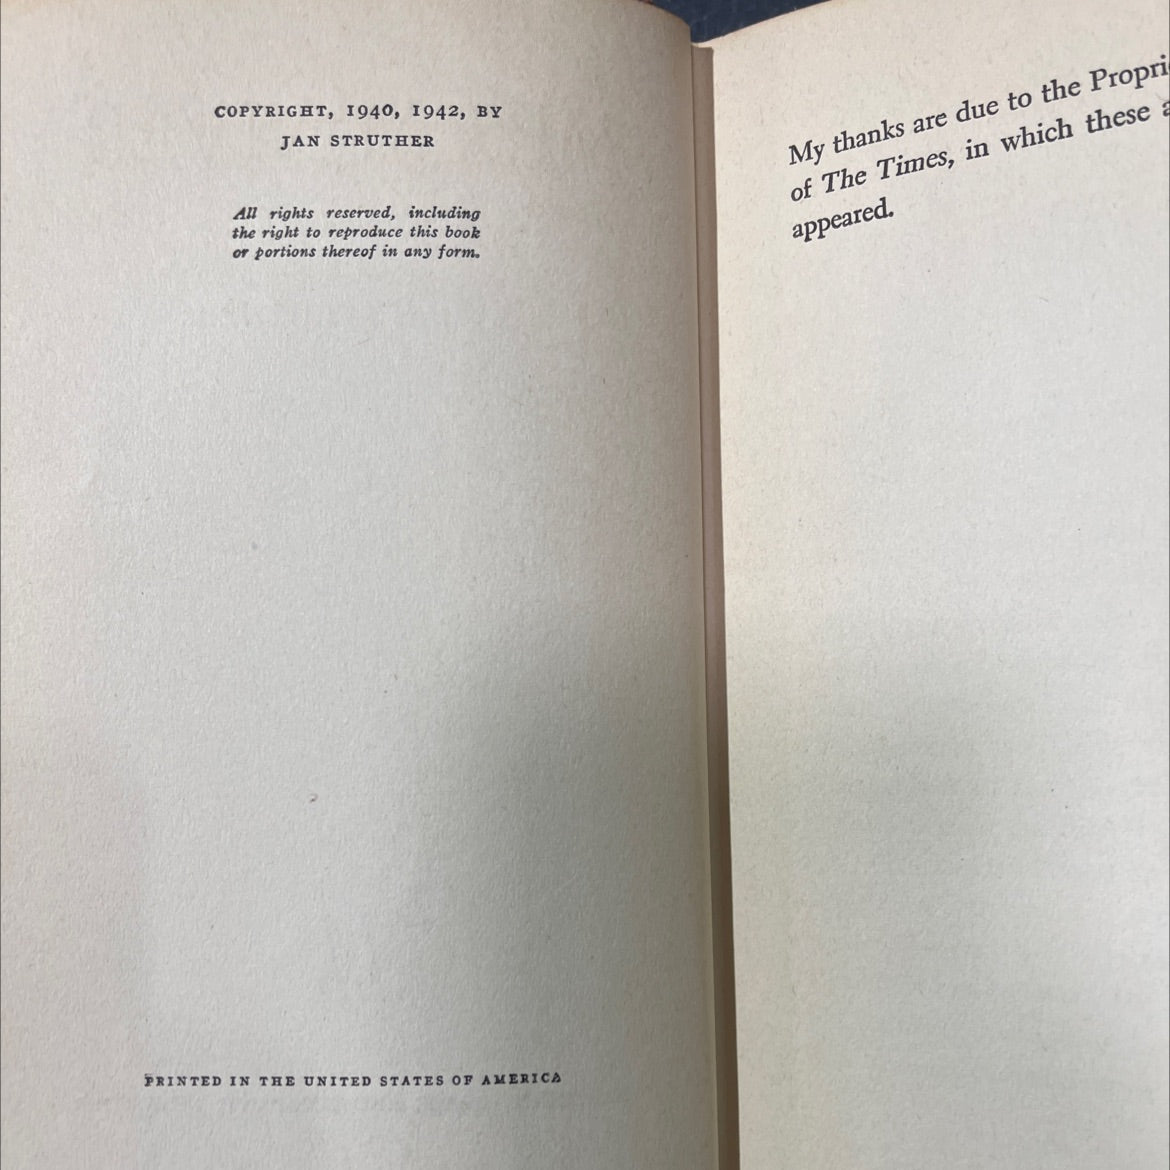 COPYRIGHT, 1940, 1942, BY
JAN STRUTHER
All rights reserved, including
the right to reproduce this book
or portions thereof in any form.
PRINTED IN THE UNITED STATES OF AMERICA
My thanks are due to the
of The Times, in which these
appeared.